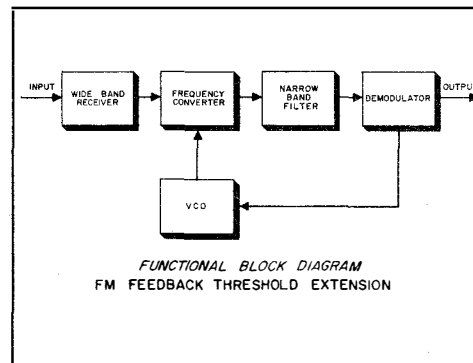 INPUT
WIDE BAND
RECEIVER
FREQUENCY
CONVERTER
NARROW
BAND
FILTER
DEMODULATOR
OUTPUT
VCO
FUNCTIONAL BLOCK DIAGRAM
FM FEEDBACK THRESHOLD EXTENSION